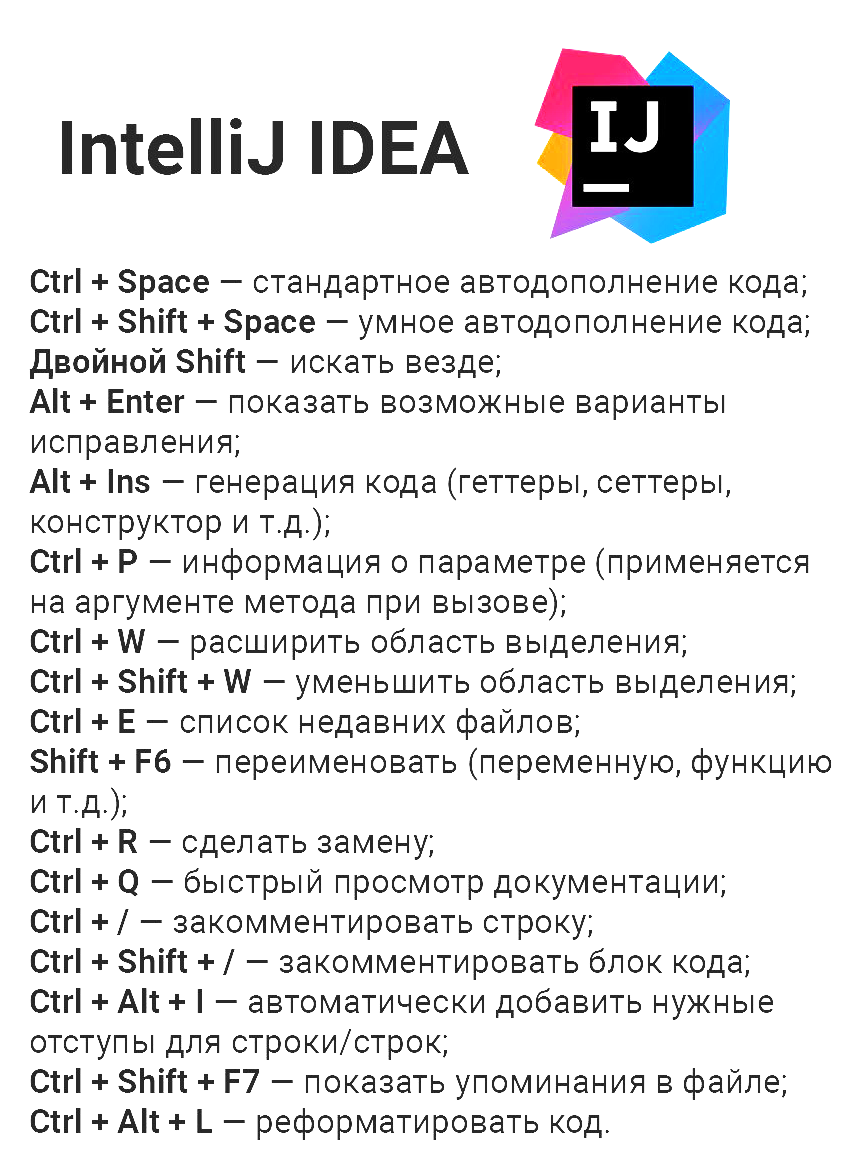 IntelliJ IDEA
IJ
Ctrl + Space — стандартное автодополнение кода;
Ctrl + Shift + Space — умное автодополнение кода;
Двойной Shift — искать везде;
Alt + Enter — показать возможные варианты
исправления;
Alt + Ins — генерация кода (геттеры, сеттеры,
конструктор и т.д.);
Ctrl + P — информация о параметре (применяется
на аргументе метода при вызове);
Ctrl + W — расширить область выделения;
Ctrl + Shift + W — уменьшить область выделения;
Ctrl + E — список недавних файлов;
Shift + F6 — переименовать (переменную, функцию
и т.д.);
Ctrl + R — сделать замену;
Ctrl + Q — быстрый просмотр документации;
Ctrl + / — закомментировать строку;
Ctrl + Shift + / — закомментировать блок кода;
Ctrl + Alt + I — автоматически добавить нужные
отступы для строки/строк;
Ctrl + Shift + F7 — показать упоминания в файле;
Ctrl + Alt + L — реформатировать код.